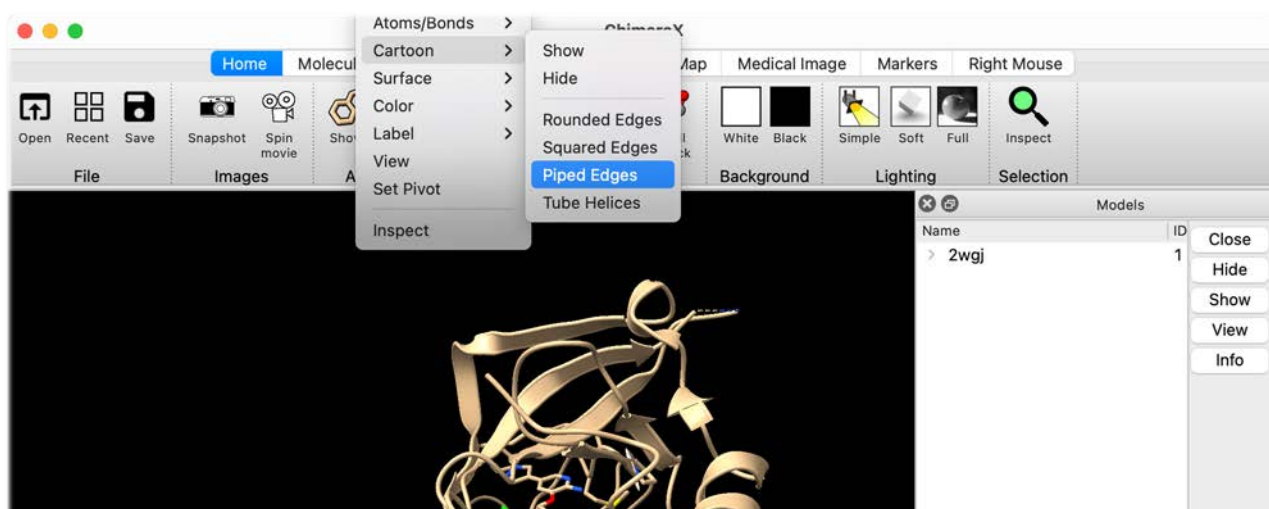 Atoms/Bonds >
ChimeraX
Cartoon >
Show
Home
Molecul
Map
Medical Image
Markers
Right Mouse
Surface >
Hide
Color >
Label >
Rounded Edges
View
Squared Edges
Set Pivot
Piped Edges
Tube Helices
Inspect
Open
Recent
Save
Snapshot
Spin
movie
Sho
White
Black
Simple
Soft
Full
Inspect
File
Images
A
Background
Lighting
Selection
Models
Name
ID
2wgj
1
Close
Hide
Show
View
Info